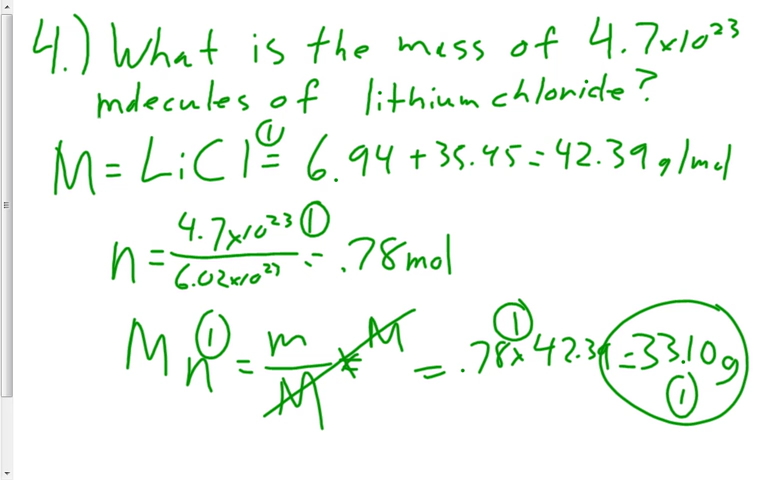 4.) What is the mass of 4.7x10²³
molecules of lithium chloride?
M = LiCl ① = 6.94 + 35.45 = 42.39 g/mol
n = 4.7x10²³ / 6.02x10²³ ① = .78 mol
M n ① = m / M * M = .78 x 42.39 ① = 33.10 g ①